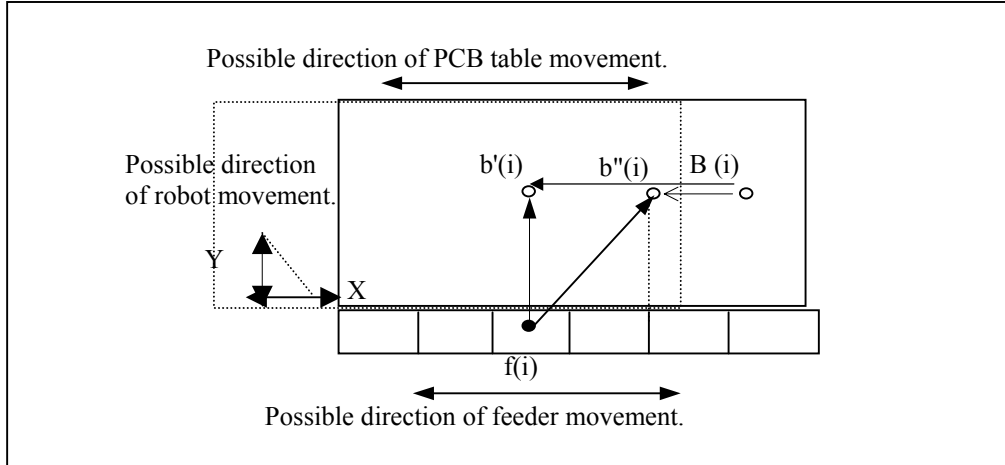 Possible direction of PCB table movement.
Possible direction
of robot movement.
b'(i)
b"(i)
B (i)
Y
X
f(i)
Possible direction of feeder movement.